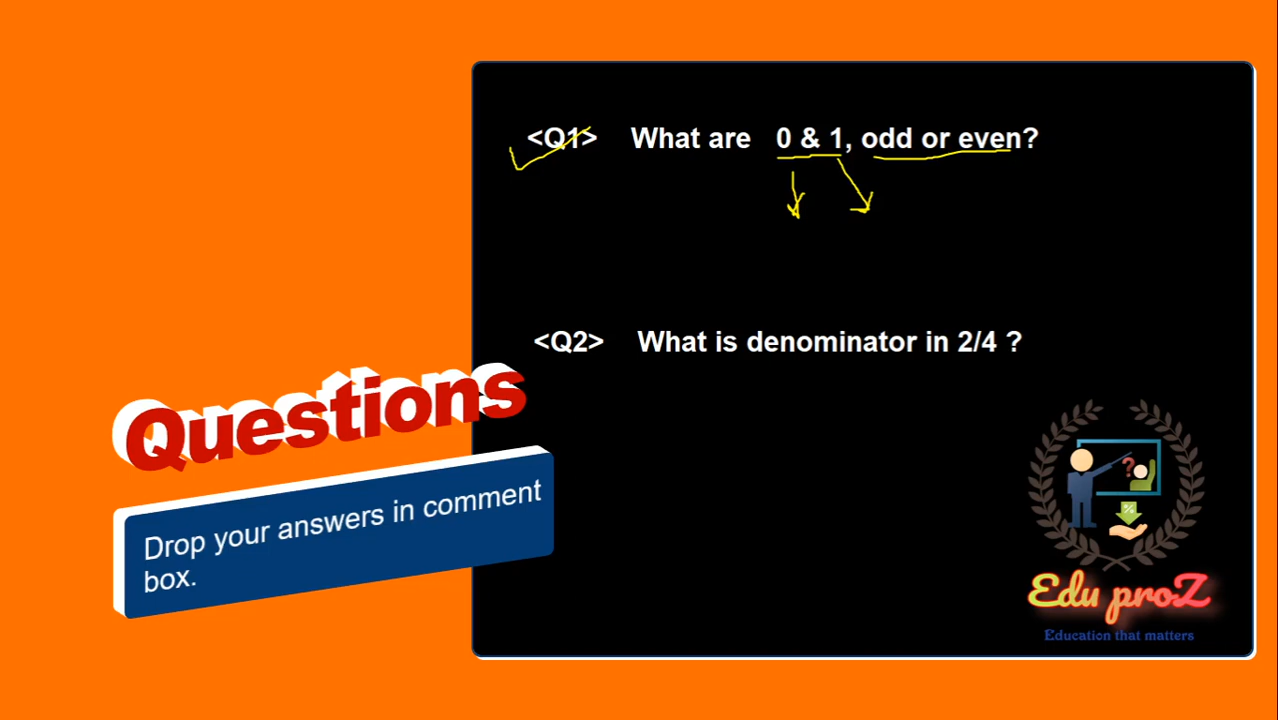 <Q1> What are 0 & 1, odd or even?
<Q2> What is denominator in 2/4 ?
Questions
Drop your answers in comment
box.
?
%
Edu proZ
Education that matters